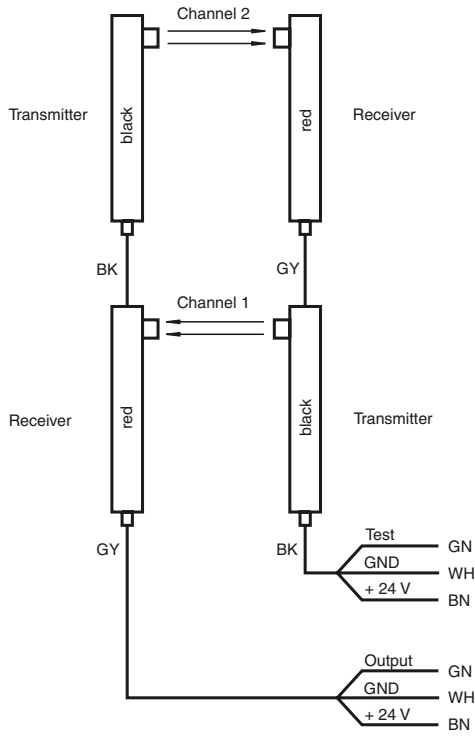 Channel 2
Transmitter
black
red
Receiver
BK
GY
Channel 1
Receiver
red
black
Transmitter
GY
BK
Test
GN
GND
WH
+ 24 V
BN
Output
GN
GND
WH
+ 24 V
BN